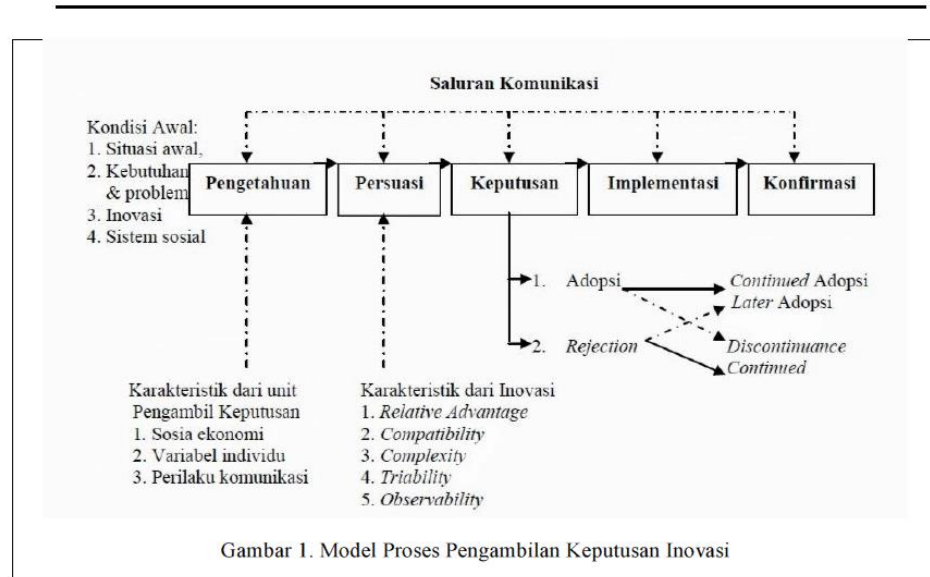 Saluran Komunikasi
Kondisi Awal:
1. Situasi awal,
2. Kebutuhan
& problem
3. Inovasi
4. Sistem sosial
Pengetahuan
Persuasi
Keputusan
Implementasi
Konfirmasi
1. Adopsi
Continued Adopsi
Later Adopsi
2. Rejection
Discontinuance
Continued
Karakteristik dari unit
Pengambil Keputusan
1. Sosia ekonomi
2. Variabel individu
3. Perilaku komunikasi
Karakteristik dari Inovasi
1. Relative Advantage
2. Compatibility
3. Complexity
4. Triability
5. Observability
Gambar 1. Model Proses Pengambilan Keputusan Inovasi